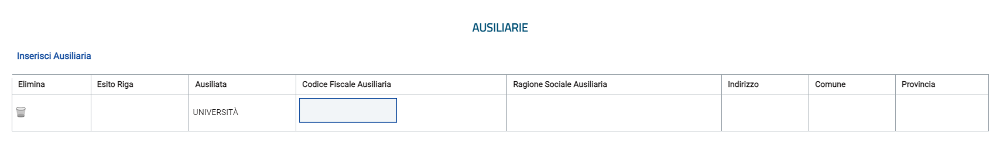 AUSILIARIE
Inserisci Ausiliaria
Elimina Esito Riga Ausiliata Codice Fiscale Ausiliaria Ragione Sociale Ausiliaria Indirizzo Comune Provincia
UNIVERSITÀ